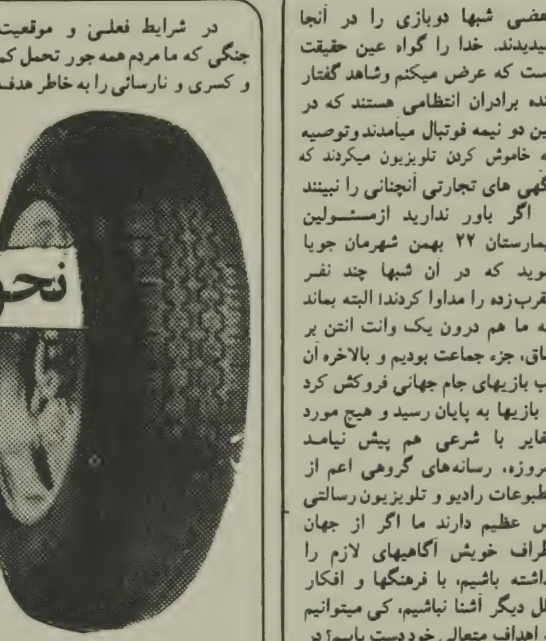 بعضی شبها دوبازی را در آنجا
میدیدند. خدا را گواه عین حقیقت
است که عرض میکنم وشاهد گفتار
بنده برادران انتظامی هستند که در
بین دو نیمه فوتبال میآمدند وتوصیه
به خاموش کردن تلویزیون میکردند که
آگهی های تجارتی آنچنانی را نبینند
اگر باور ندارید ازمسئولین
بیمارستان ۲۲ بهمن شهرمان جویا
شوید که در آن شبها چند نفر
عقرب‌زده را مداوا کردند! البته بماند
که ما هم درون یک وانت انتن بر
اتاق، جزء جماعت بودیم و بالاخره آن
تب بازیهای جام جهانی فروکش کرد
و بازیها به پایان رسید و هیچ مورد
مغایر با شرعی هم پیش نیامد
امروزه، رسانه‌های گروهی اعم از
مطبوعات رادیو و تلویزیون رسالتی
بس عظیم دارند ما اگر از جهان
اطراف خویش آگاهیهای لازم را
نداشته باشیم، با فرهنگها و افکار
ملل دیگر آشنا نباشیم، کی میتوانیم
اهداف متعالی خود دست یابیم؟ در
در شرایط فعلی و موقعیت
جنگی که ما مردم همه جور تحمل کم
و کسری و نارسائی را به خاطر هدف
نحو